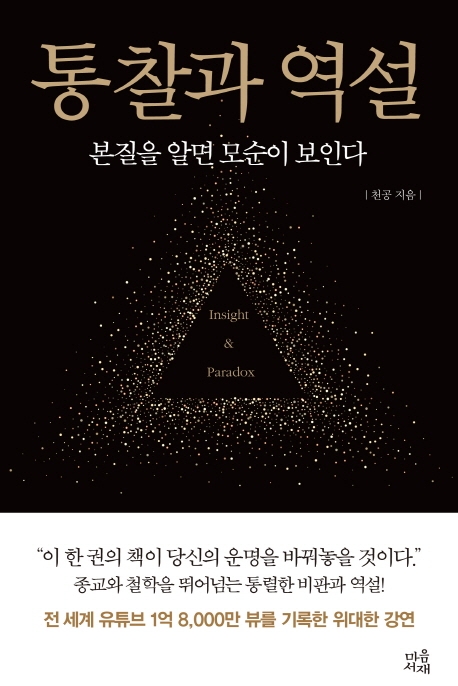 통찰과 역설
본질을 알면 모순이 보인다
| 천공 지음 |
Insight
&
Paradox
“이 한 권의 책이 당신의 운명을 바꿔놓을 것이다.”
종교와 철학을 뛰어넘는 통렬한 비판과 역설!
전 세계 유튜브 1억 8,000만 뷰를 기록한 위대한 강연
마음
서재